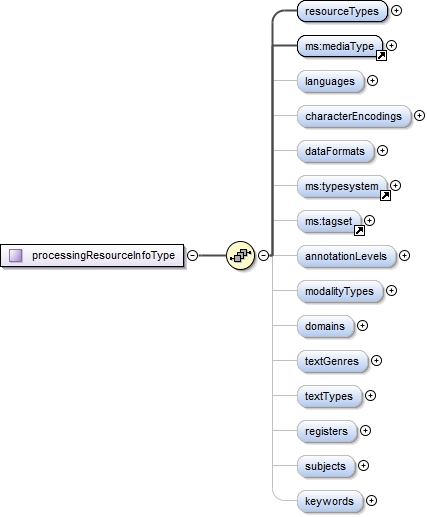 resourceTypes
ms:mediaType
languages
characterEncodings
dataFormats
ms:typesystem
ms:tagset
processingResourceInfoType
annotationLevels
modalityTypes
domains
textGenres
textTypes
registers
subjects
keywords